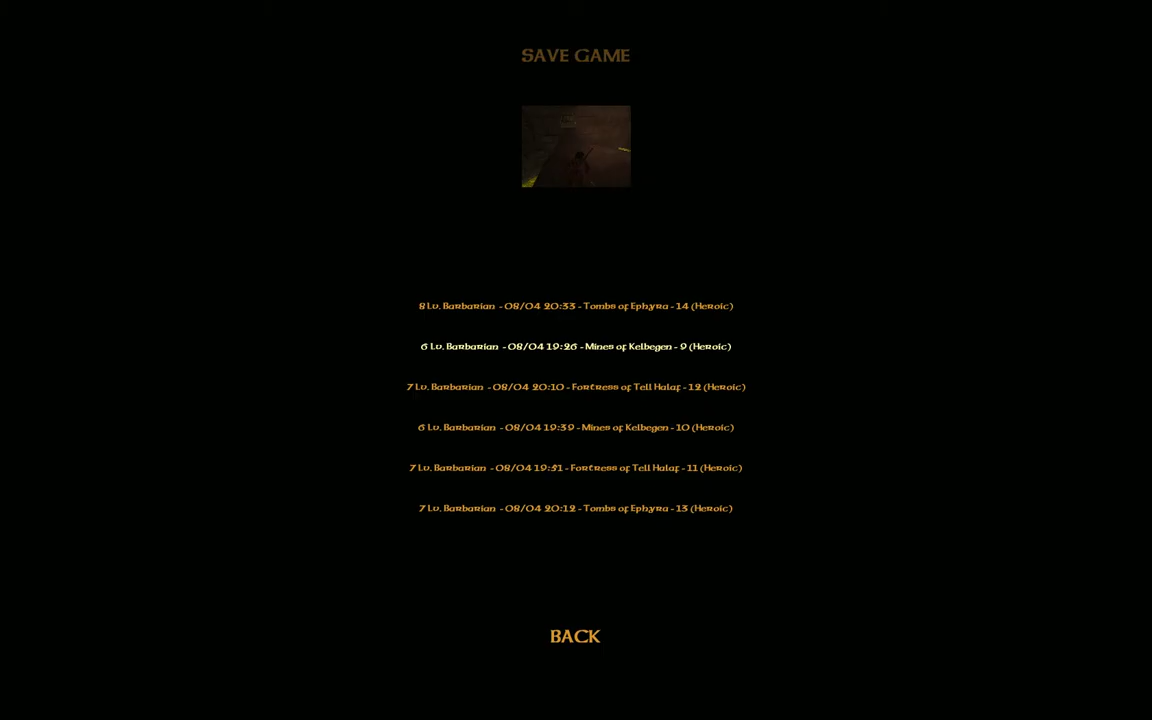 SAVE GAME
8 Lv. Barbarian - 08/04 20:33 - Tombs of Ephyra - 14 (Heroic)
6 Lv. Barbarian - 08/04 19:26 - Mines of Kelbegen - 9 (Heroic)
7 Lv. Barbarian - 08/04 20:10 - Fortress of Tell Halaf - 12 (Heroic)
6 Lv. Barbarian - 08/04 19:39 - Mines of Kelbegen - 10 (Heroic)
7 Lv. Barbarian - 08/04 19:51 - Fortress of Tell Halaf - 11 (Heroic)
7 Lv. Barbarian - 08/04 20:12 - Tombs of Ephyra - 13 (Heroic)
BACK